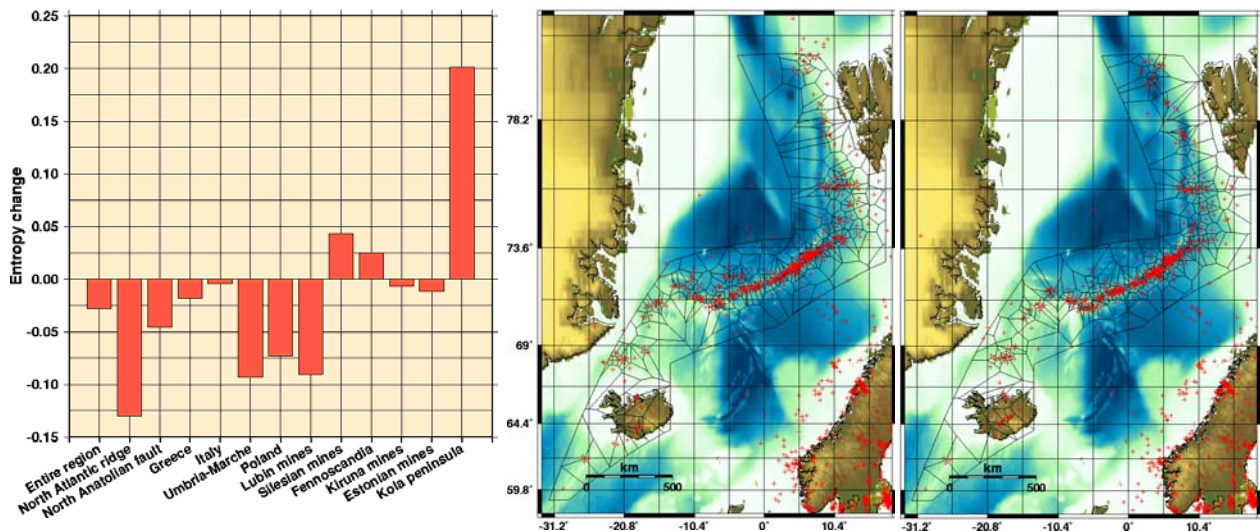 Entropy change
0.25
0.20
0.15
0.10
0.05
0.00
-0.05
-0.10
-0.15
Entire region
North Atlantic ridge
North Anatolian fault
Greece
Italy
Umbria-Marche
Poland
Lubin mines
Silesian mines
Fennoscandia
Kiruna mines
Estonian mines
Kola peninsula
78.2˚
73.6˚
69˚
64.4˚
59.8˚
km
0 500
-31.2˚ -20.8˚ -10.4˚ 0˚ 10.4˚
km
0 500
-31.2˚ -20.8˚ -10.4˚ 0˚ 10.4˚